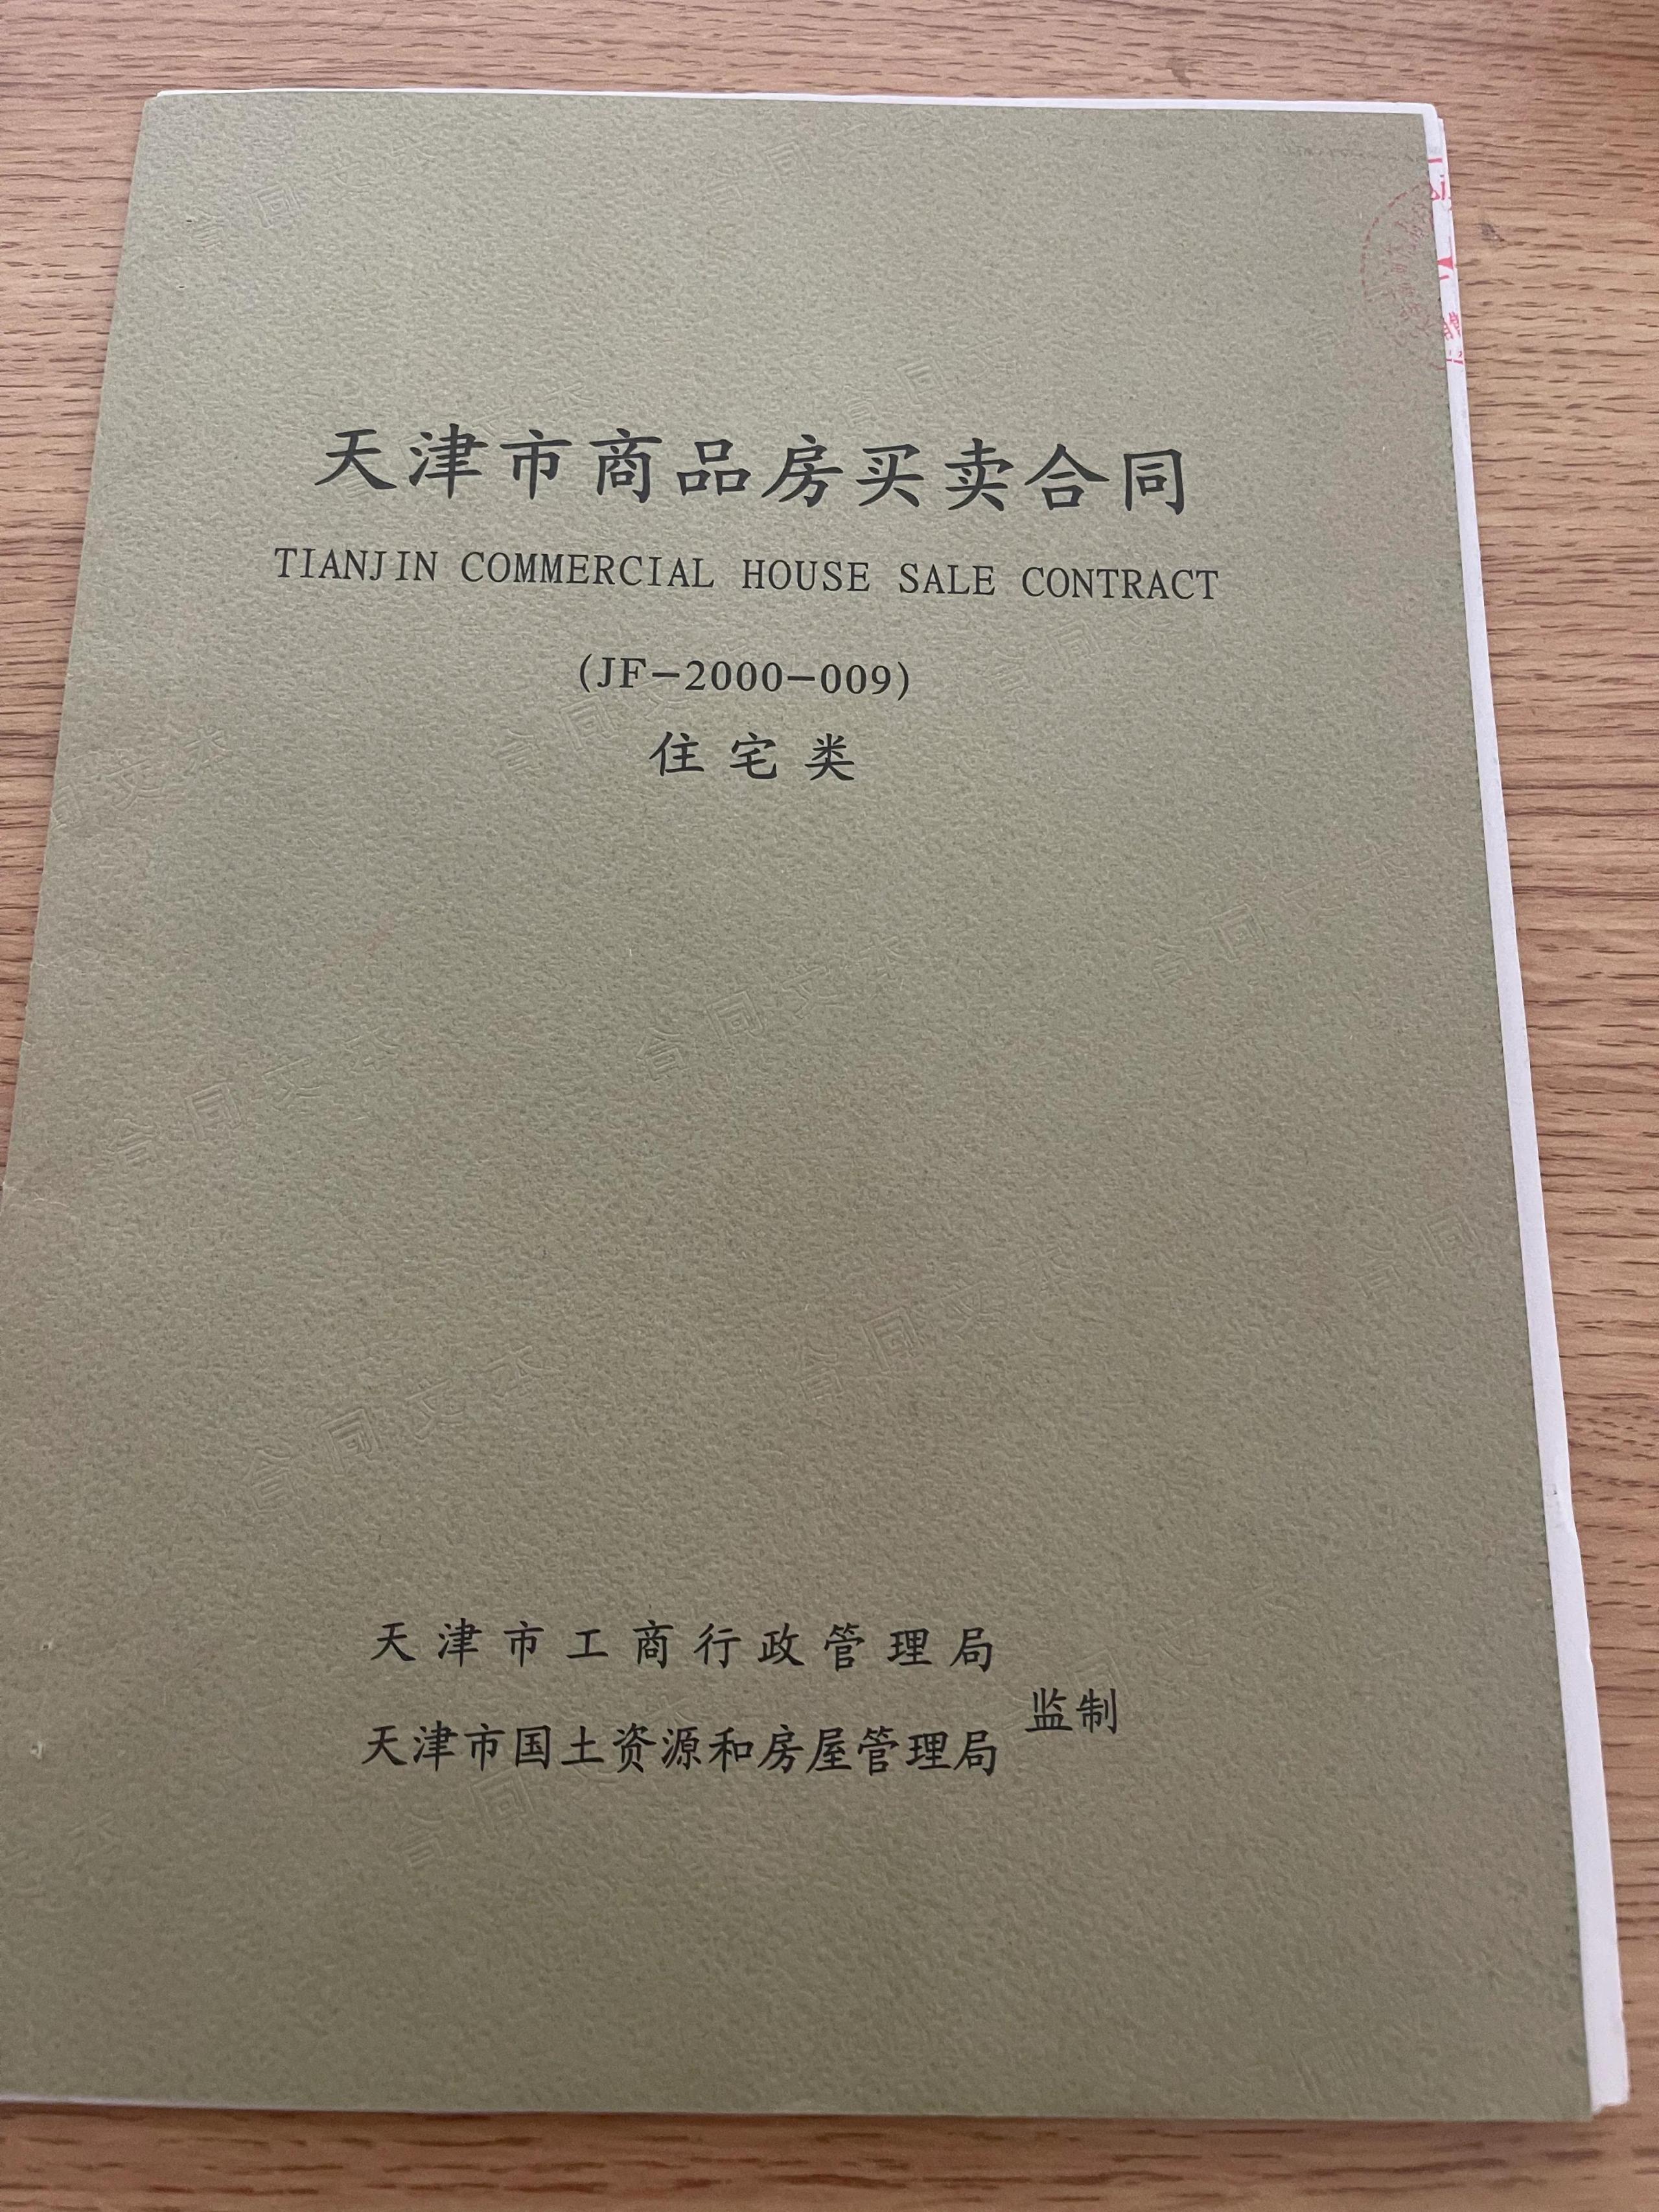 天津市商品房买卖合同
TIANJIN COMMERCIAL HOUSE SALE CONTRACT
(JF-2000-009)
住宅类
天津市工商行政管理局
天津市国土资源和房屋管理局
监制